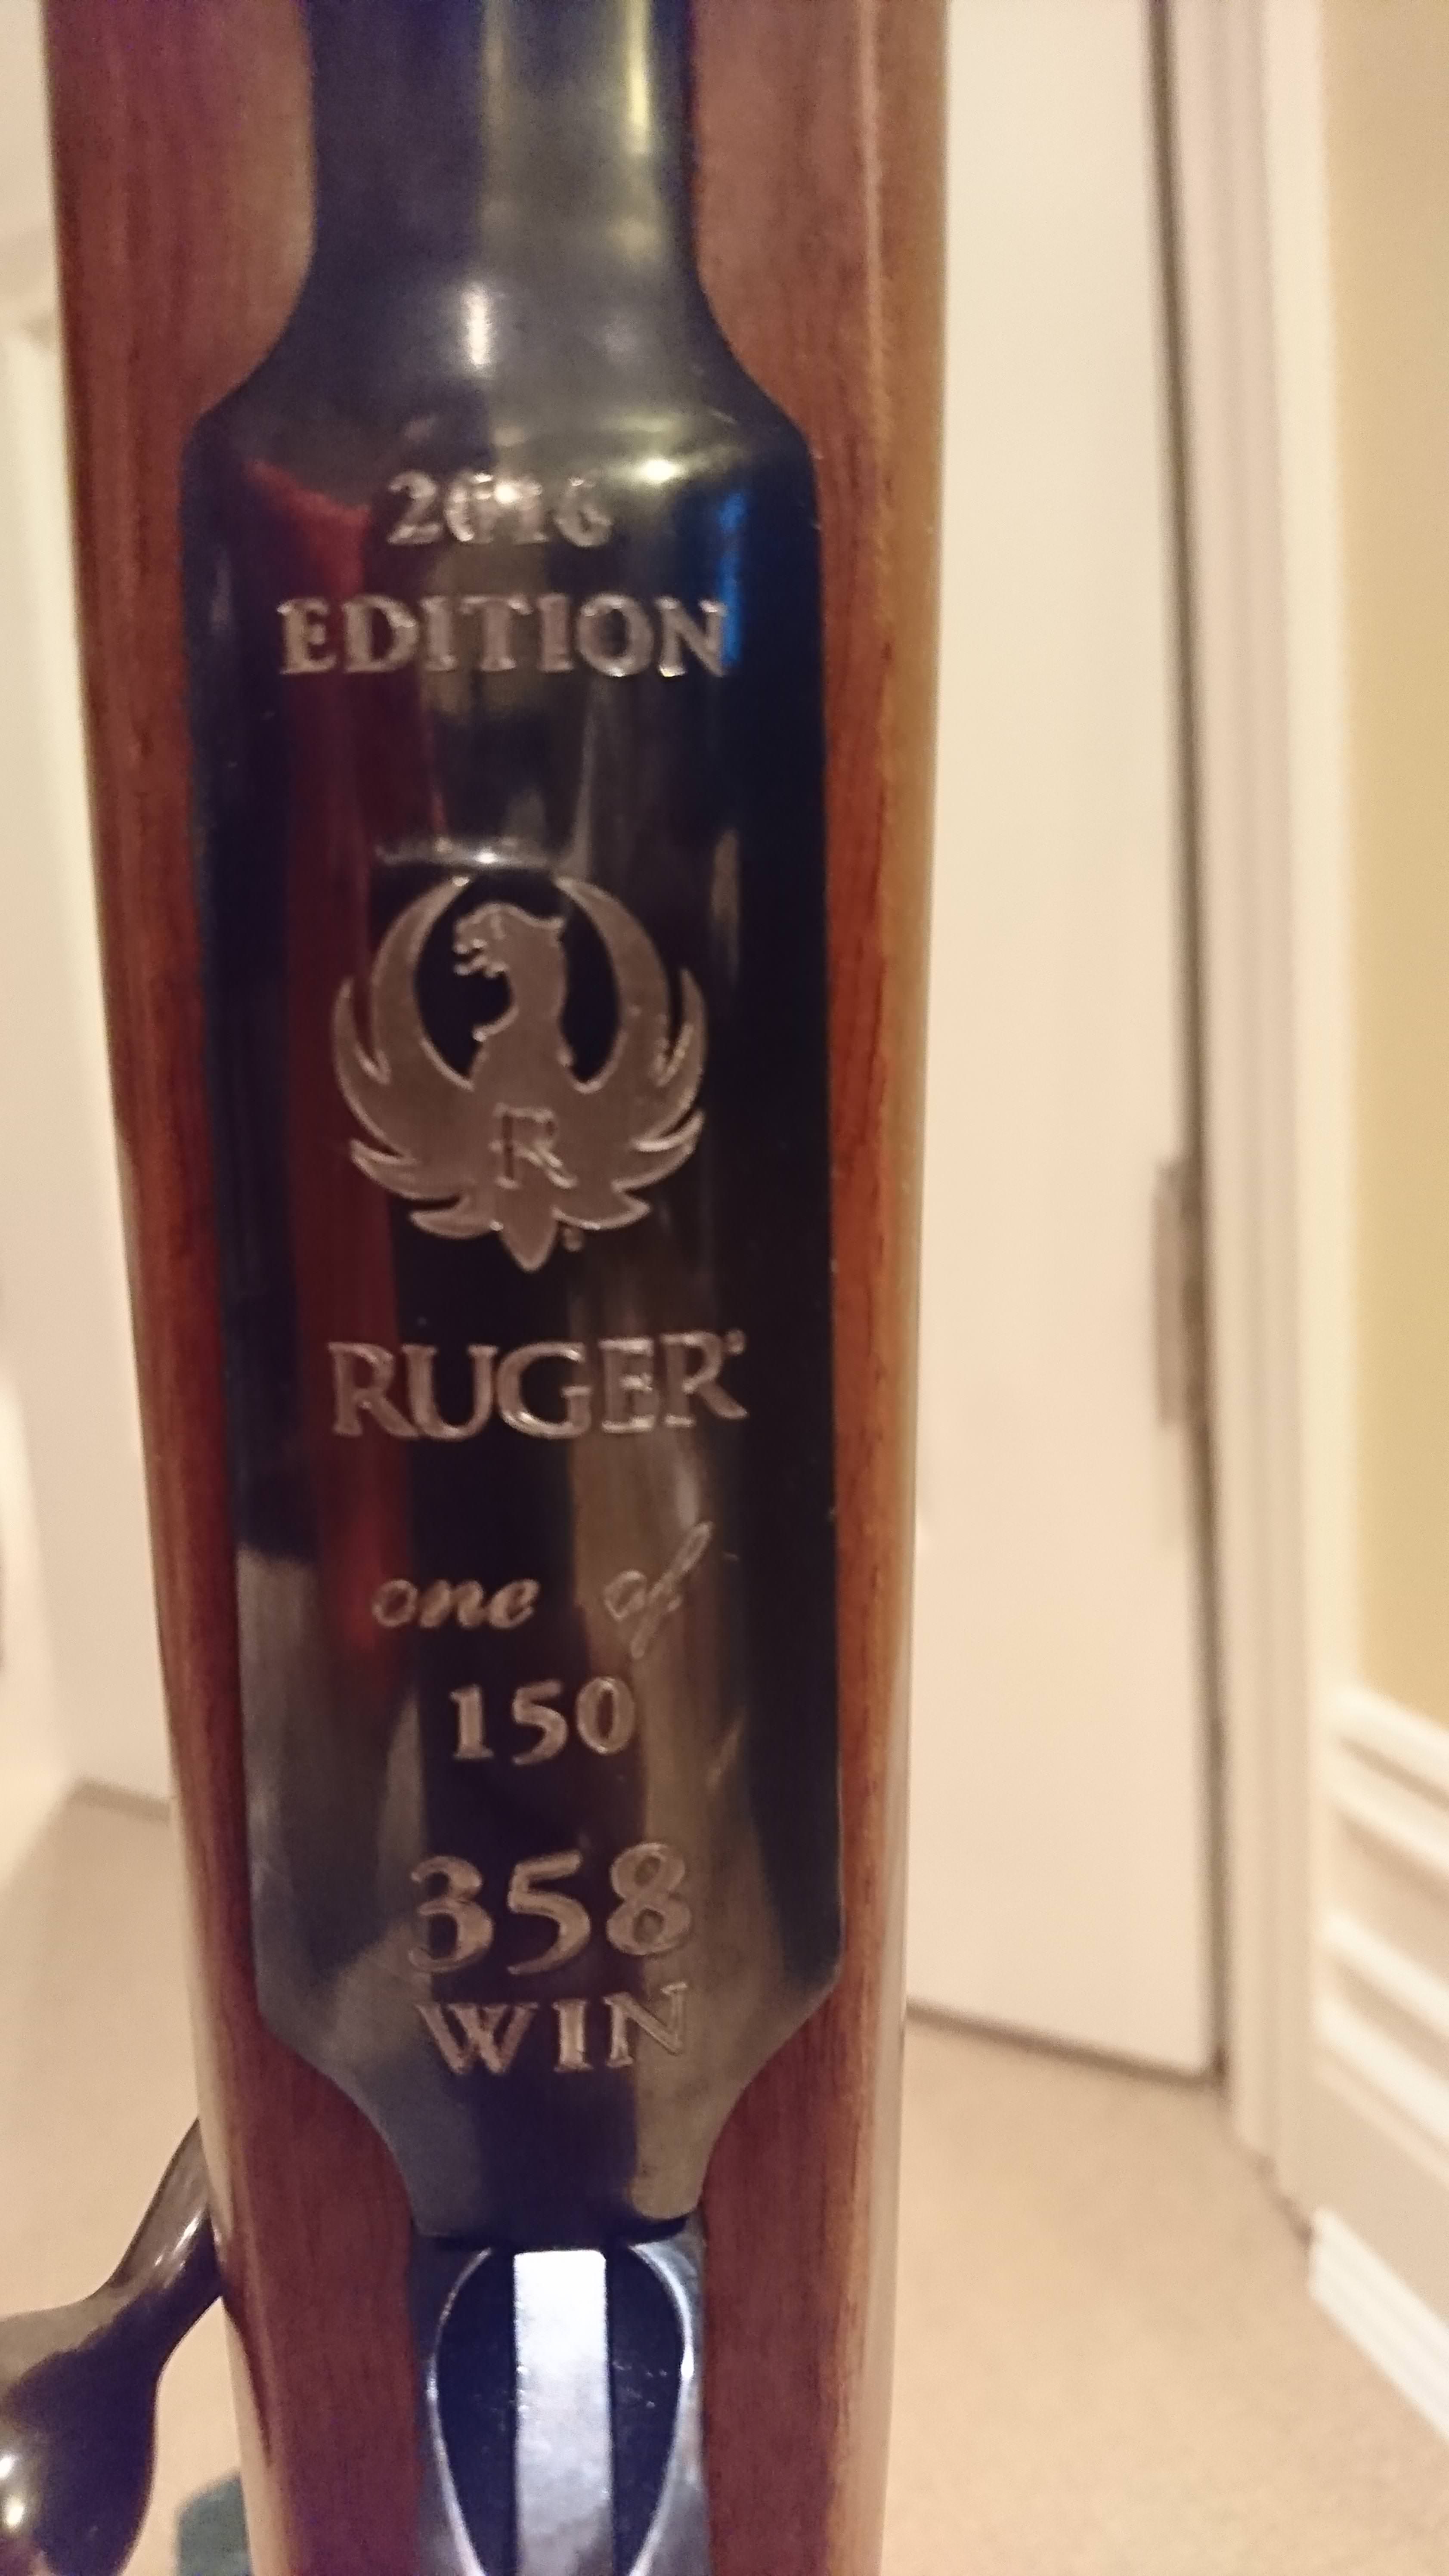 2016
EDITION
R
RUGER®
one of
150
358
WIN